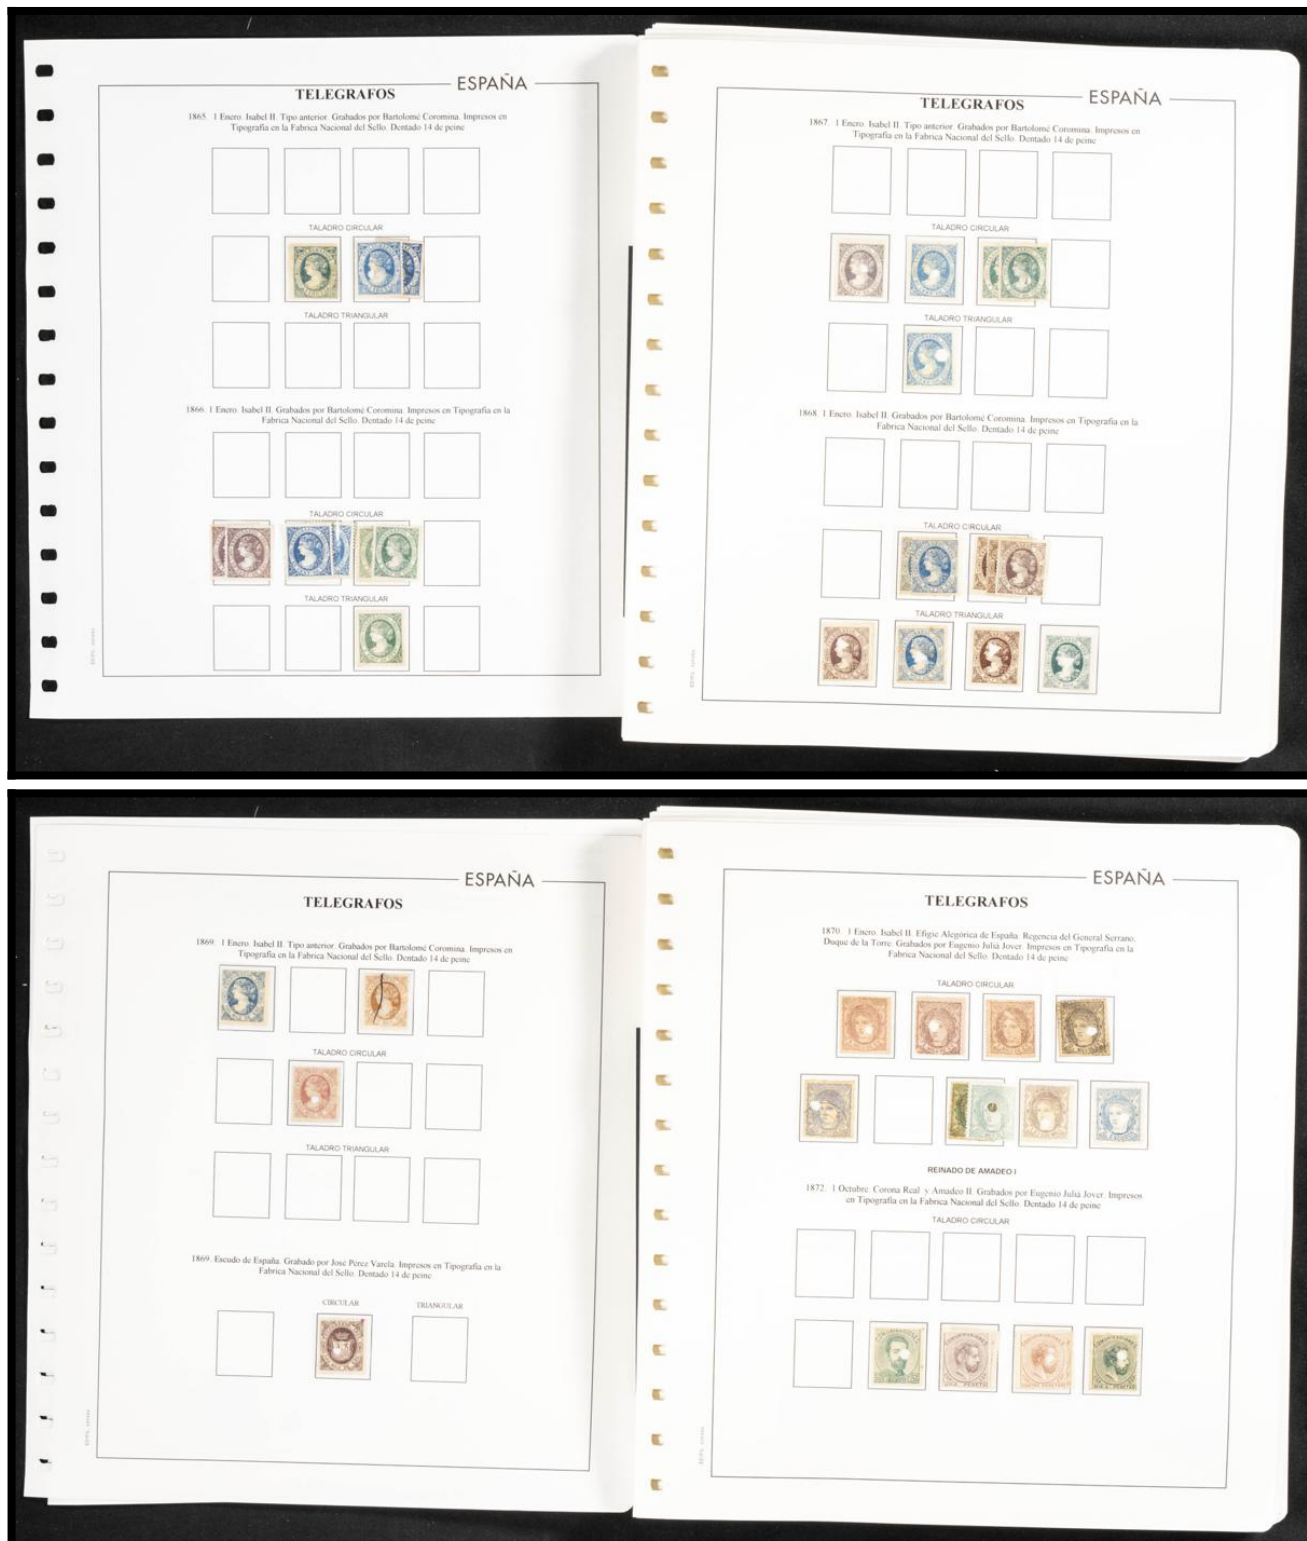 ESPAÑA
TELEGRAFOS
1865. 1 Enero. Isabel II. Tipo anterior. Grabados por Bartolomé Coromina. Impresos en
Tipografía en la Fabrica Nacional del Sello. Dentado 14 de peine
TALADRO CIRCULAR
TALADRO TRIANGULAR
1866. 1 Enero. Isabel II. Grabados por Bartolomé Coromina. Impresos en Tipografía en la
Fabrica Nacional del Sello. Dentado 14 de peine
TALADRO CIRCULAR
TALADRO TRIANGULAR
ESPAÑA
TELEGRAFOS
1867. 1 Enero. Isabel II. Tipo anterior. Grabados por Bartolomé Coromina. Impresos en
Tipografía en la Fabrica Nacional del Sello. Dentado 14 de peine
TALADRO CIRCULAR
TALADRO TRIANGULAR
1868. 1 Enero. Isabel II. Grabados por Bartolomé Coromina. Impresos en Tipografía en la
Fabrica Nacional del Sello. Dentado 14 de peine
TALADRO CIRCULAR
TALADRO TRIANGULAR
ESPAÑA
TELEGRAFOS
1869. 1 Enero. Isabel II. Tipo anterior. Grabados por Bartolomé Coromina. Impresos en
Tipografía en la Fabrica Nacional del Sello. Dentado 14 de peine
TALADRO CIRCULAR
TALADRO TRIANGULAR
1869. Escudo de España. Grabado por José Pérez Varela. Impresos en Tipografía en la
Fabrica Nacional del Sello. Dentado 14 de peine
CIRCULAR TRIANGULAR
ESPAÑA
TELEGRAFOS
1870. 1 Enero. Isabel II. Efigie Alegórica de España. Regencia del General Serrano,
Duque de la Torre. Grabados por Eugenio Juliá Jover. Impresos en Tipografía en la
Fabrica Nacional del Sello. Dentado 14 de peine
TALADRO CIRCULAR
REINADO DE AMADEO I
1872. 1 Octubre. Corona Real y Amadeo II. Grabados por Eugenio Juliá Jover. Impresos
en Tipografía en la Fabrica Nacional del Sello. Dentado 14 de peine
TALADRO CIRCULAR